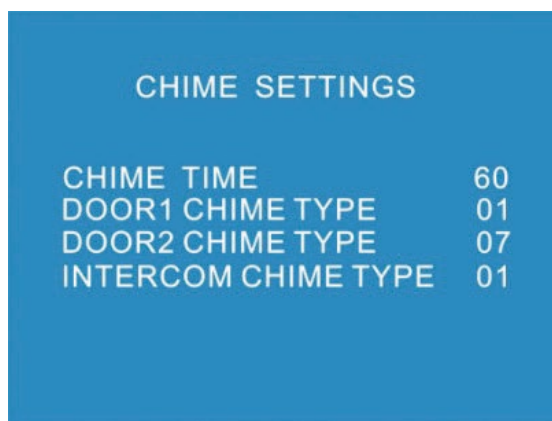 CHIME SETTINGS
CHIME TIME 60
DOOR1 CHIME TYPE 01
DOOR2 CHIME TYPE 07
INTERCOM CHIME TYPE 01